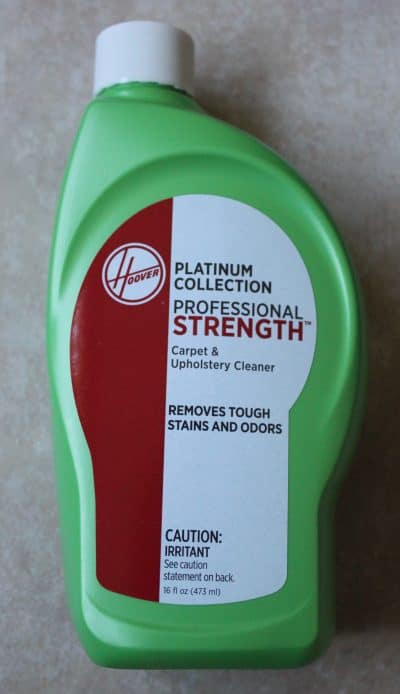 HOOVER
PLATINUM
COLLECTION
PROFESSIONAL
STRENGTH™
Carpet &
Upholstery Cleaner
REMOVES TOUGH
STAINS AND ODORS
CAUTION:
IRRITANT
See caution
statement on back.
16 fl oz (473 ml)